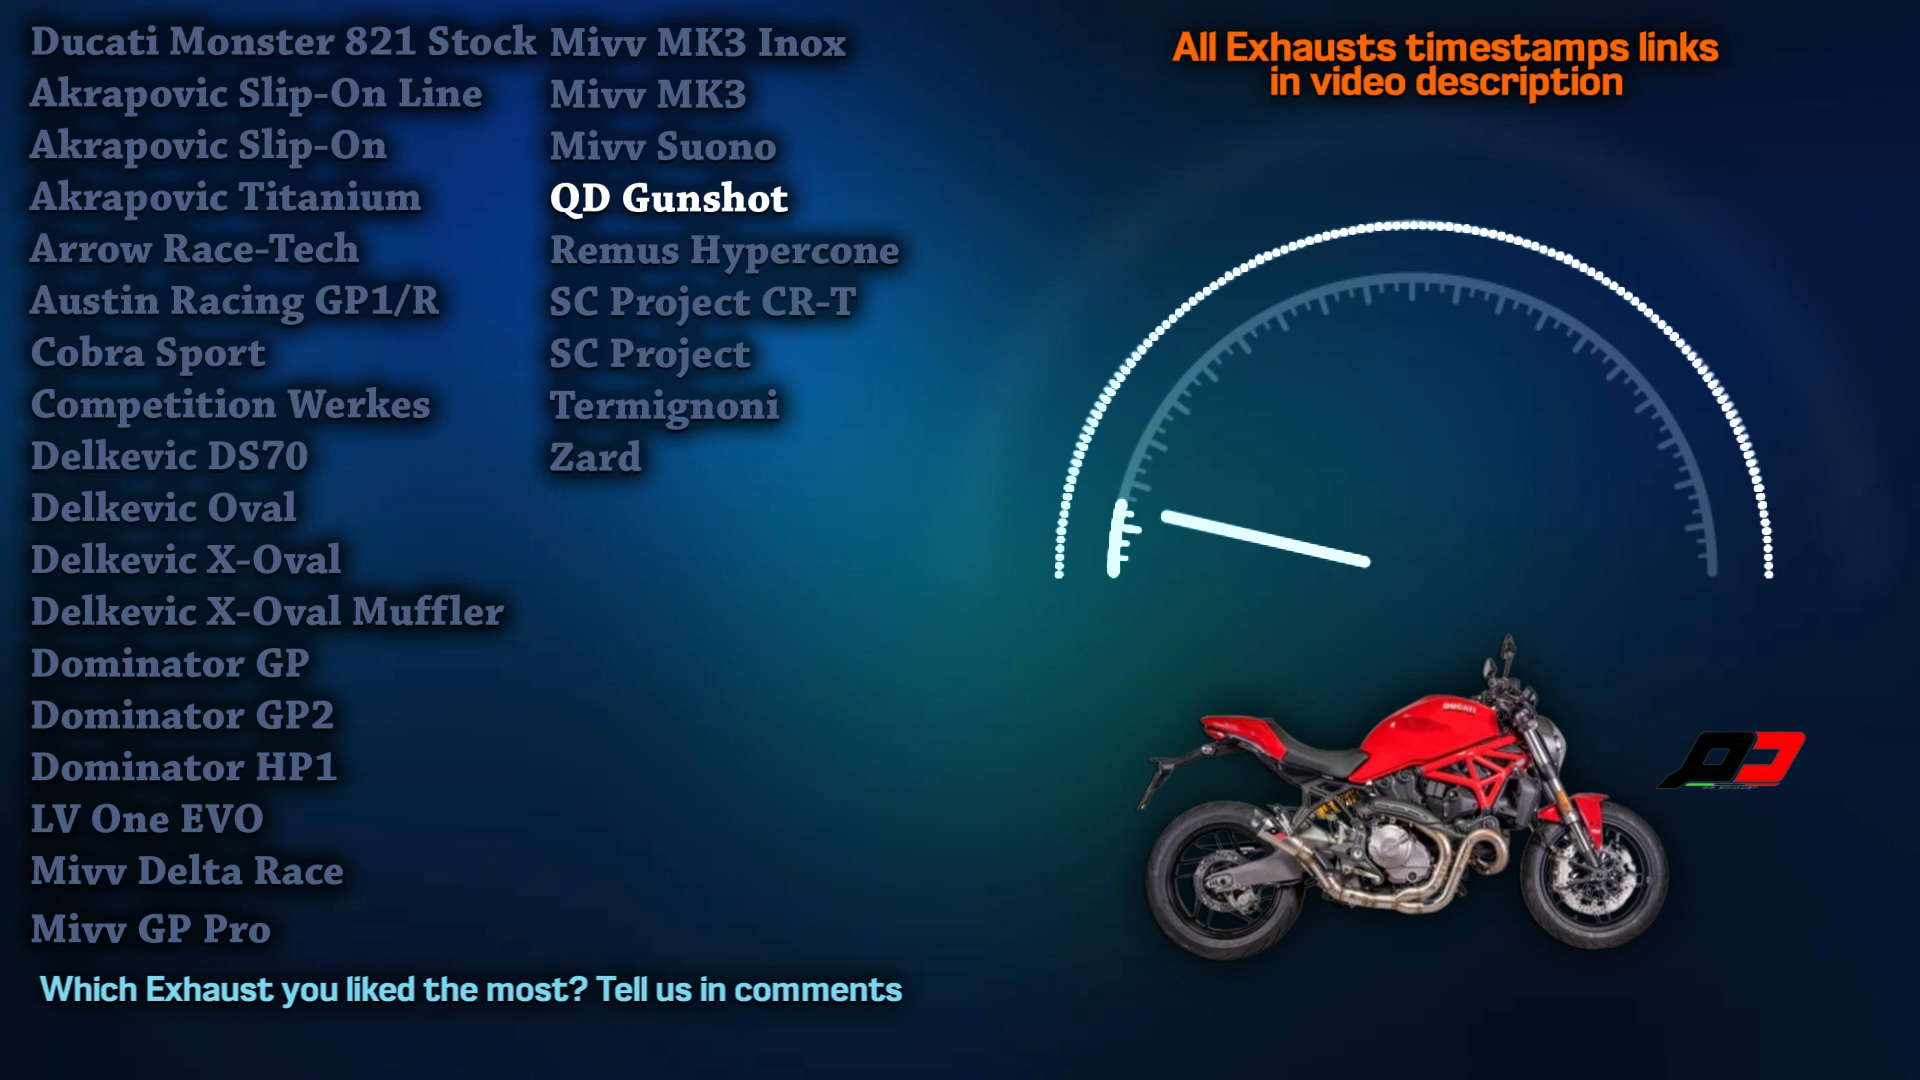 Ducati Monster 821 Stock
Akrapovic Slip-On Line
Akrapovic Slip-On
Akrapovic Titanium
Arrow Race-Tech
Austin Racing GP1/R
Cobra Sport
Competition Werkes
Delkevic DS70
Delkevic Oval
Delkevic X-Oval
Delkevic X-Oval Muffler
Dominator GP
Dominator GP2
Dominator HP1
LV One EVO
Mivv Delta Race
Mivv GP Pro
Mivv MK3 Inox
Mivv MK3
Mivv Suono
QD Gunshot
Remus Hypercone
SC Project CR-T
SC Project
Termignoni
Zard
All Exhausts timestamps links
in video description
DUCATI
QD
Which Exhaust you liked the most? Tell us in comments